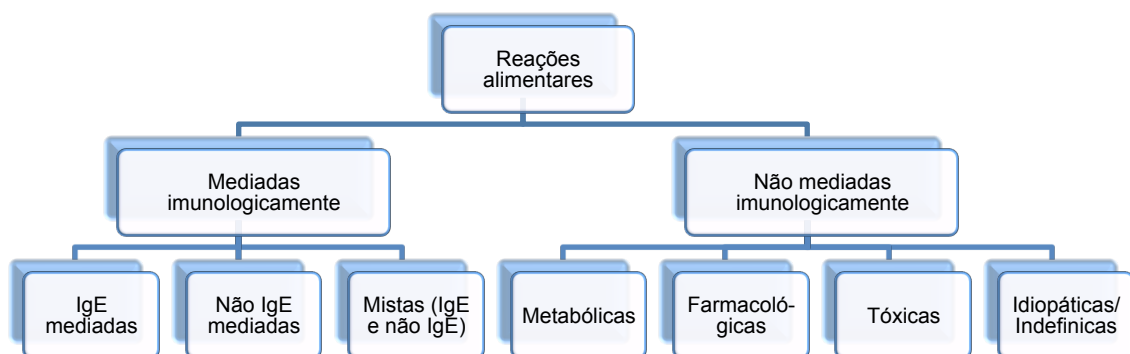 Reações
alimentares
Mediadas
imunologicamente
Não mediadas
imunologicamente
IgE
mediadas
Não IgE
mediadas
Mistas (IgE
e não IgE)
Metabólicas
Farmacoló-
gicas
Tóxicas
Idiopáticas/
Indefinicas